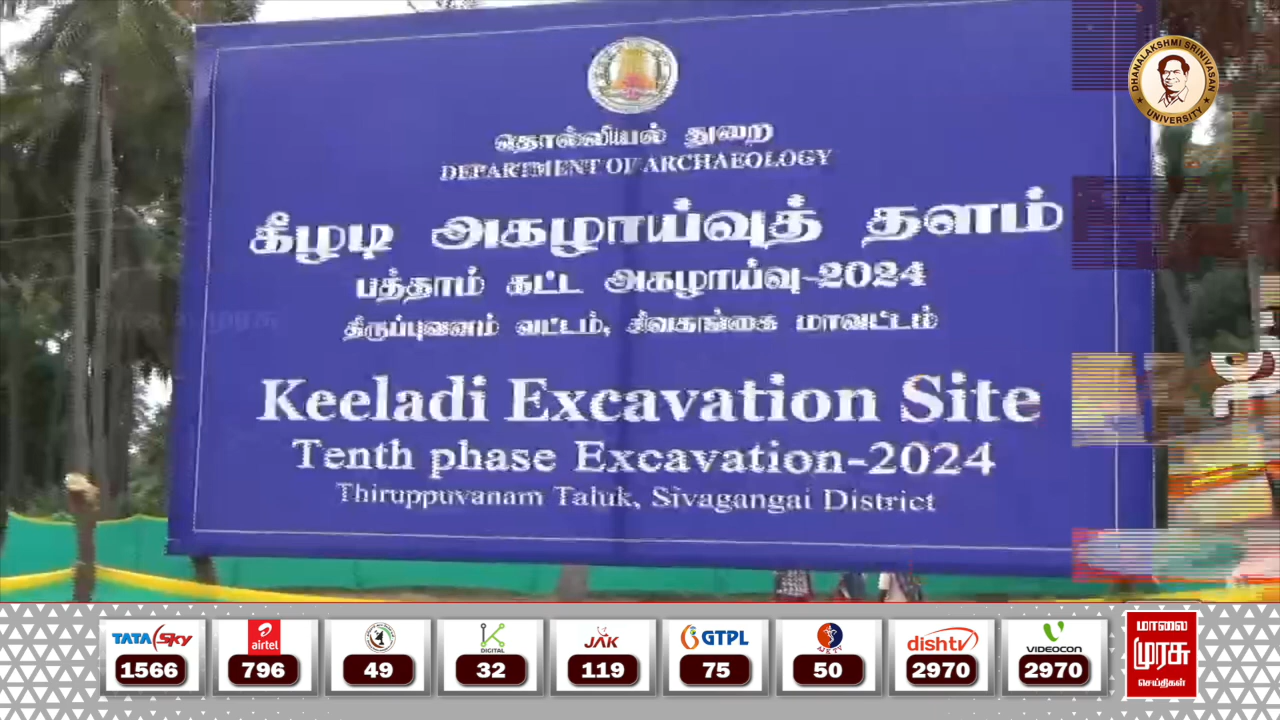 தொல்லியல் துறை
DEPARTMENT OF ARCHAEOLOGY
கீழடி அகழாய்வுத் தளம்
பத்தாம் கட்ட அகழாய்வு-2024
திருப்புவனம் வட்டம், சிவகங்கை மாவட்டம்
Keeladi Excavation Site
Tenth phase Excavation-2024
Thiruppuvanam Taluk, Sivagangai District
DHANALAKSHMI SRINIVASAN
UNIVERSITY
TATA Sky
1566
airtel
796
49
DIGITAL
32
JAK
119
GTPL
75
50
dishtv
2970
VIDEOCON
2970
மாலை
முரசு
செய்திகள்